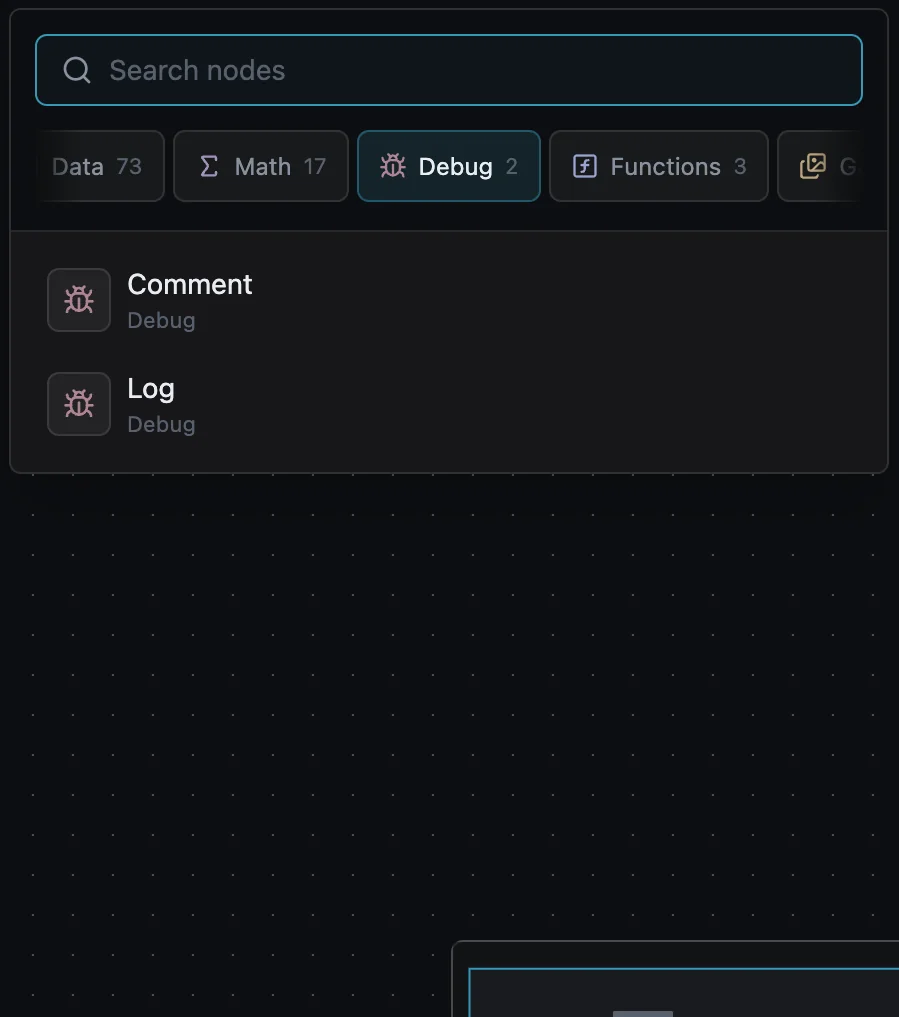 Search nodes
Data 73 Math 17 Debug 2 Functions 3 G
Comment
Debug
Log
Debug